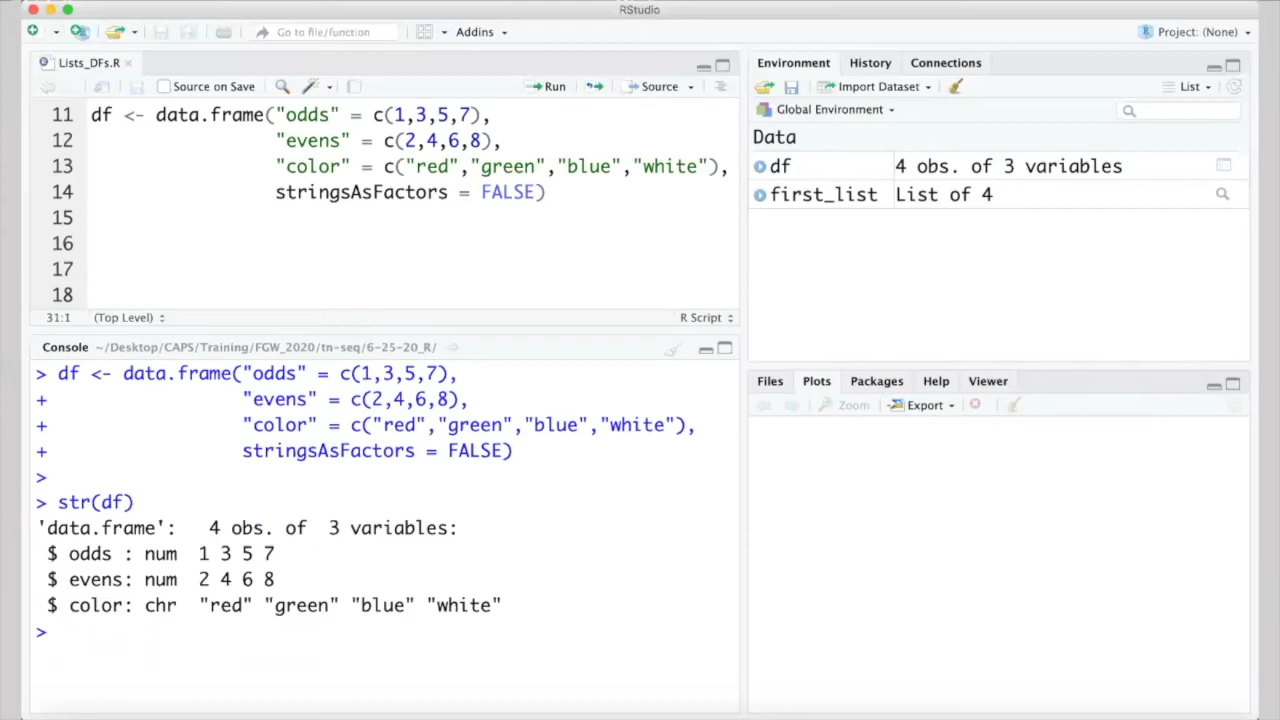 RStudio
Go to file/function
Addins
Project: (None)
Lists_DFs.R
Source on Save
Run
Source
11 df <- data.frame("odds" = c(1,3,5,7),
12 "evens" = c(2,4,6,8),
13 "color" = c("red","green","blue","white"),
14 stringsAsFactors = FALSE)
15
16
17
18
31:1 (Top Level) R Script
Console ~/Desktop/CAPS/Training/FGW_2020/tn-seq/6-25-20_R/
> df <- data.frame("odds" = c(1,3,5,7),
+ "evens" = c(2,4,6,8),
+ "color" = c("red","green","blue","white"),
+ stringsAsFactors = FALSE)
>
> str(df)
'data.frame': 4 obs. of 3 variables:
$ odds : num 1 3 5 7
$ evens: num 2 4 6 8
$ color: chr "red" "green" "blue" "white"
>
Environment History Connections
Import Dataset List
Global Environment
Data
df 4 obs. of 3 variables
first_list List of 4
Files Plots Packages Help Viewer
Zoom Export